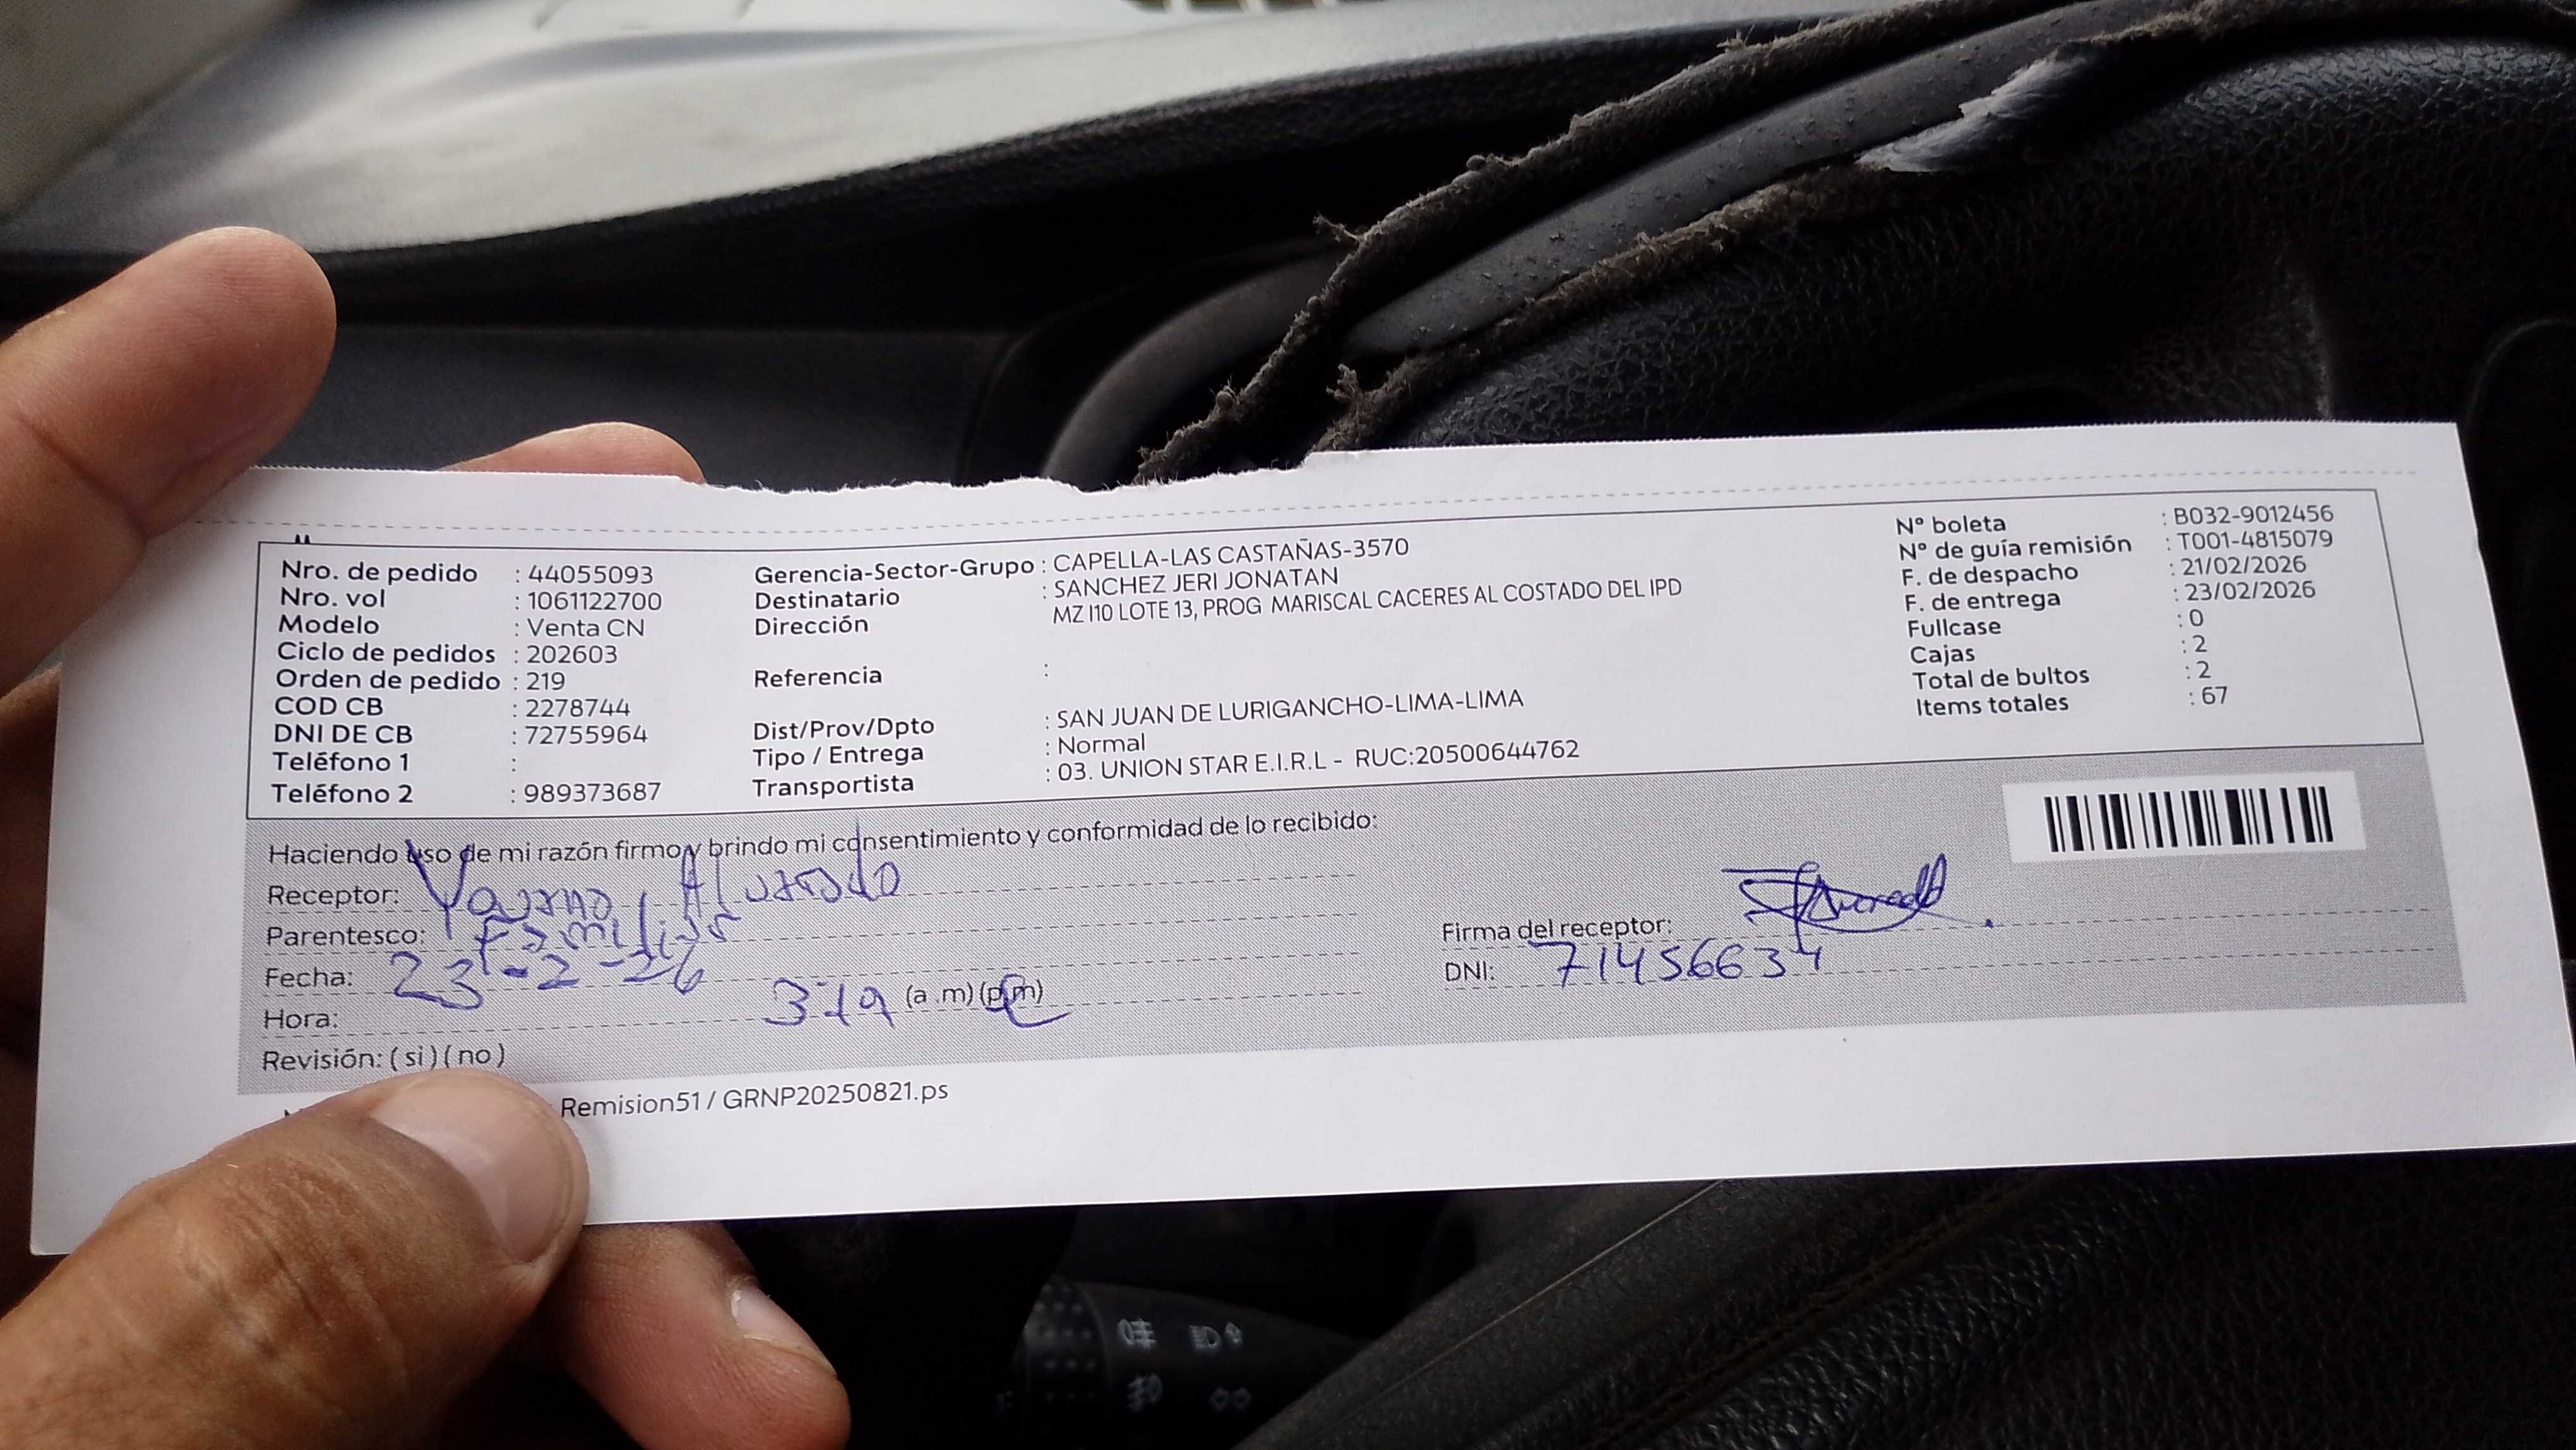 Nro. de pedido : 44055093
Nro. vol : 1061122700
Modelo : Venta CN
Ciclo de pedidos : 202603
Orden de pedido : 219
COD CB : 2278744
DNI DE CB : 72755964
Teléfono 1 :
Teléfono 2 : 989373687
Gerencia-Sector-Grupo : CAPELLA-LAS CASTAÑAS-3570
Destinatario : SANCHEZ JERI JONATAN
Dirección MZ I10 LOTE 13, PROG MARISCAL CACERES AL COSTADO DEL IPD
Referencia :
Dist/Prov/Dpto : SAN JUAN DE LURIGANCHO-LIMA-LIMA
Tipo / Entrega : Normal
Transportista : 03. UNION STAR E.I.R.L - RUC:20500644762
N° boleta : B032-9012456
N° de guía remisión : T001-4815079
F. de despacho : 21/02/2026
F. de entrega : 23/02/2026
Fullcase : 0
Cajas : 2
Total de bultos : 2
Items totales : 67
Haciendo uso de mi razón firmo y brindo mi consentimiento y conformidad de lo recibido:
Receptor: Alvarado
Parentesco: Familiar
Fecha: 23-2-26
Hora: 3:19 (a .m) (p.m)
Revisión: ( si ) ( no )
Firma del receptor:
DNI: 71456634
Remision51 / GRNP20250821.ps